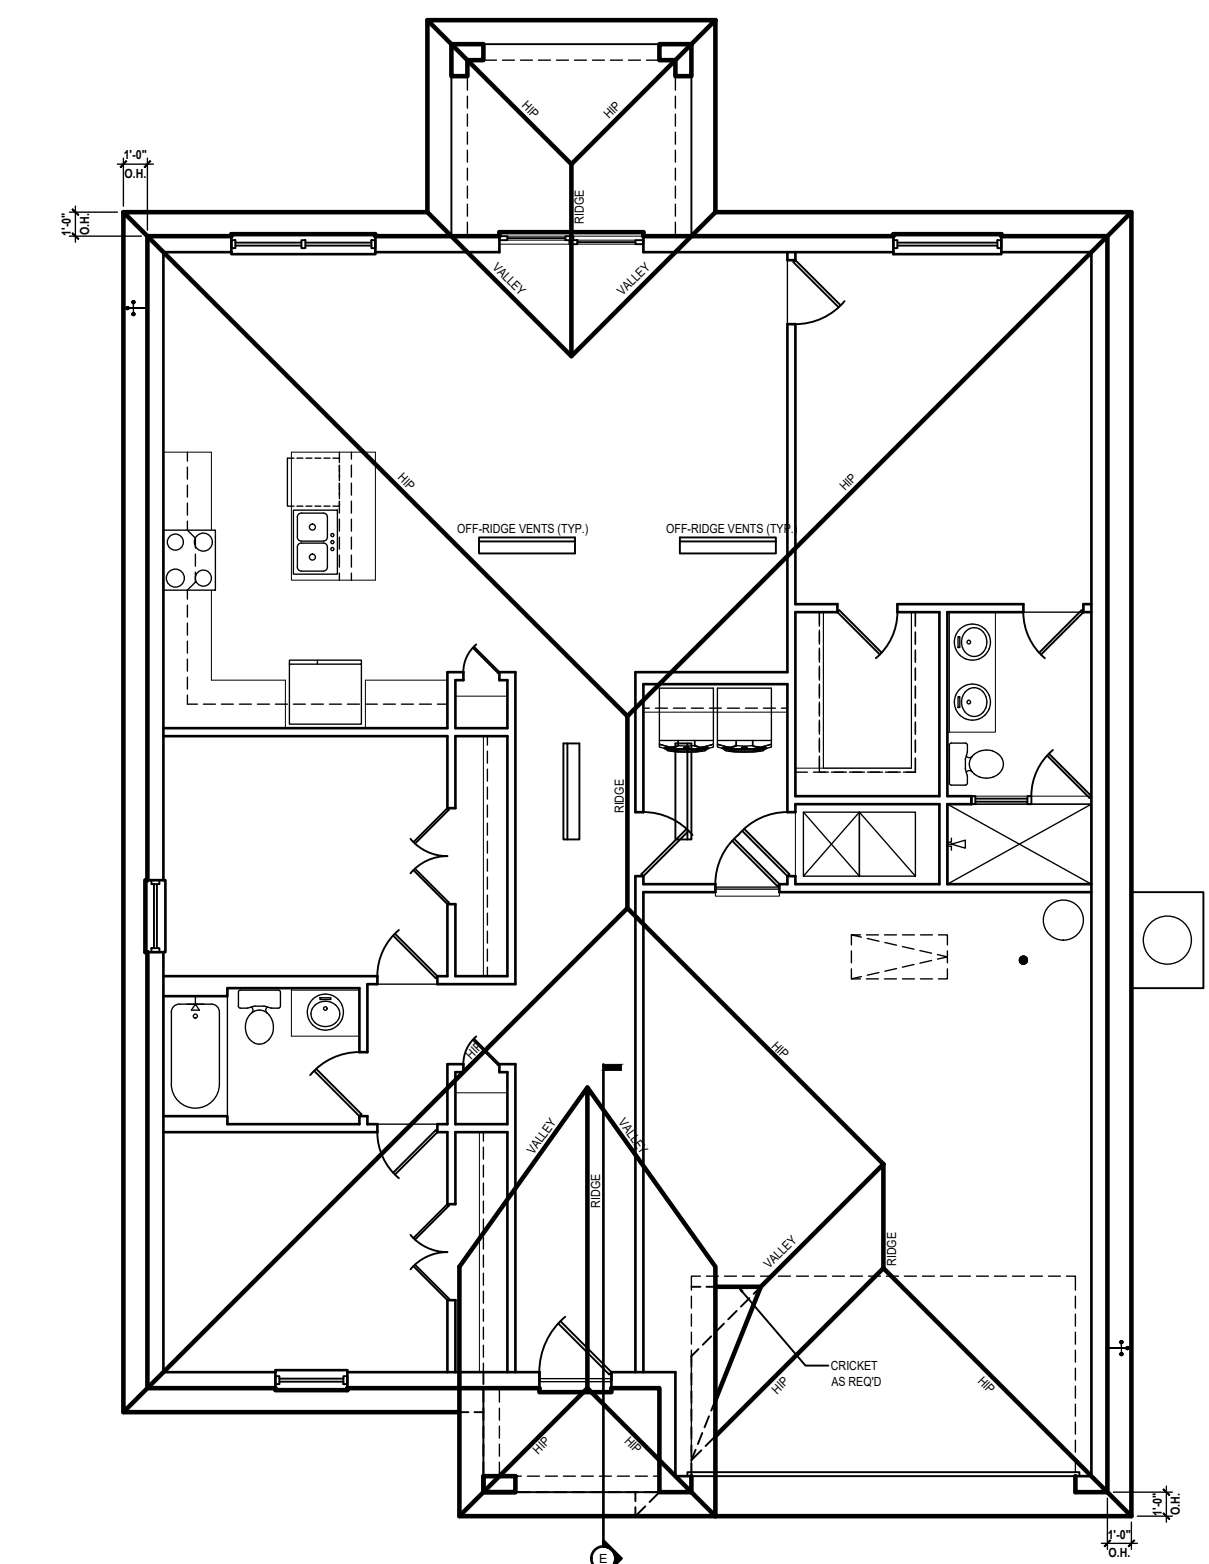 HIP
HIP
1'-0"
O.H.
RIDGE
1'-0"
O.H.
VALLEY
VALLEY
HIP
HIP
OFF-RIDGE VENTS (TYP.)
OFF-RIDGE VENTS (TYP.
RIDGE
HIP
HIP
VALLEY
VALLEY
RIDGE
VALLEY
RIDGE
CRICKET
AS REQ'D
HIP
HIP
HIP
HIP
1'-0"
O.H.
1'-0"
O.H.
E